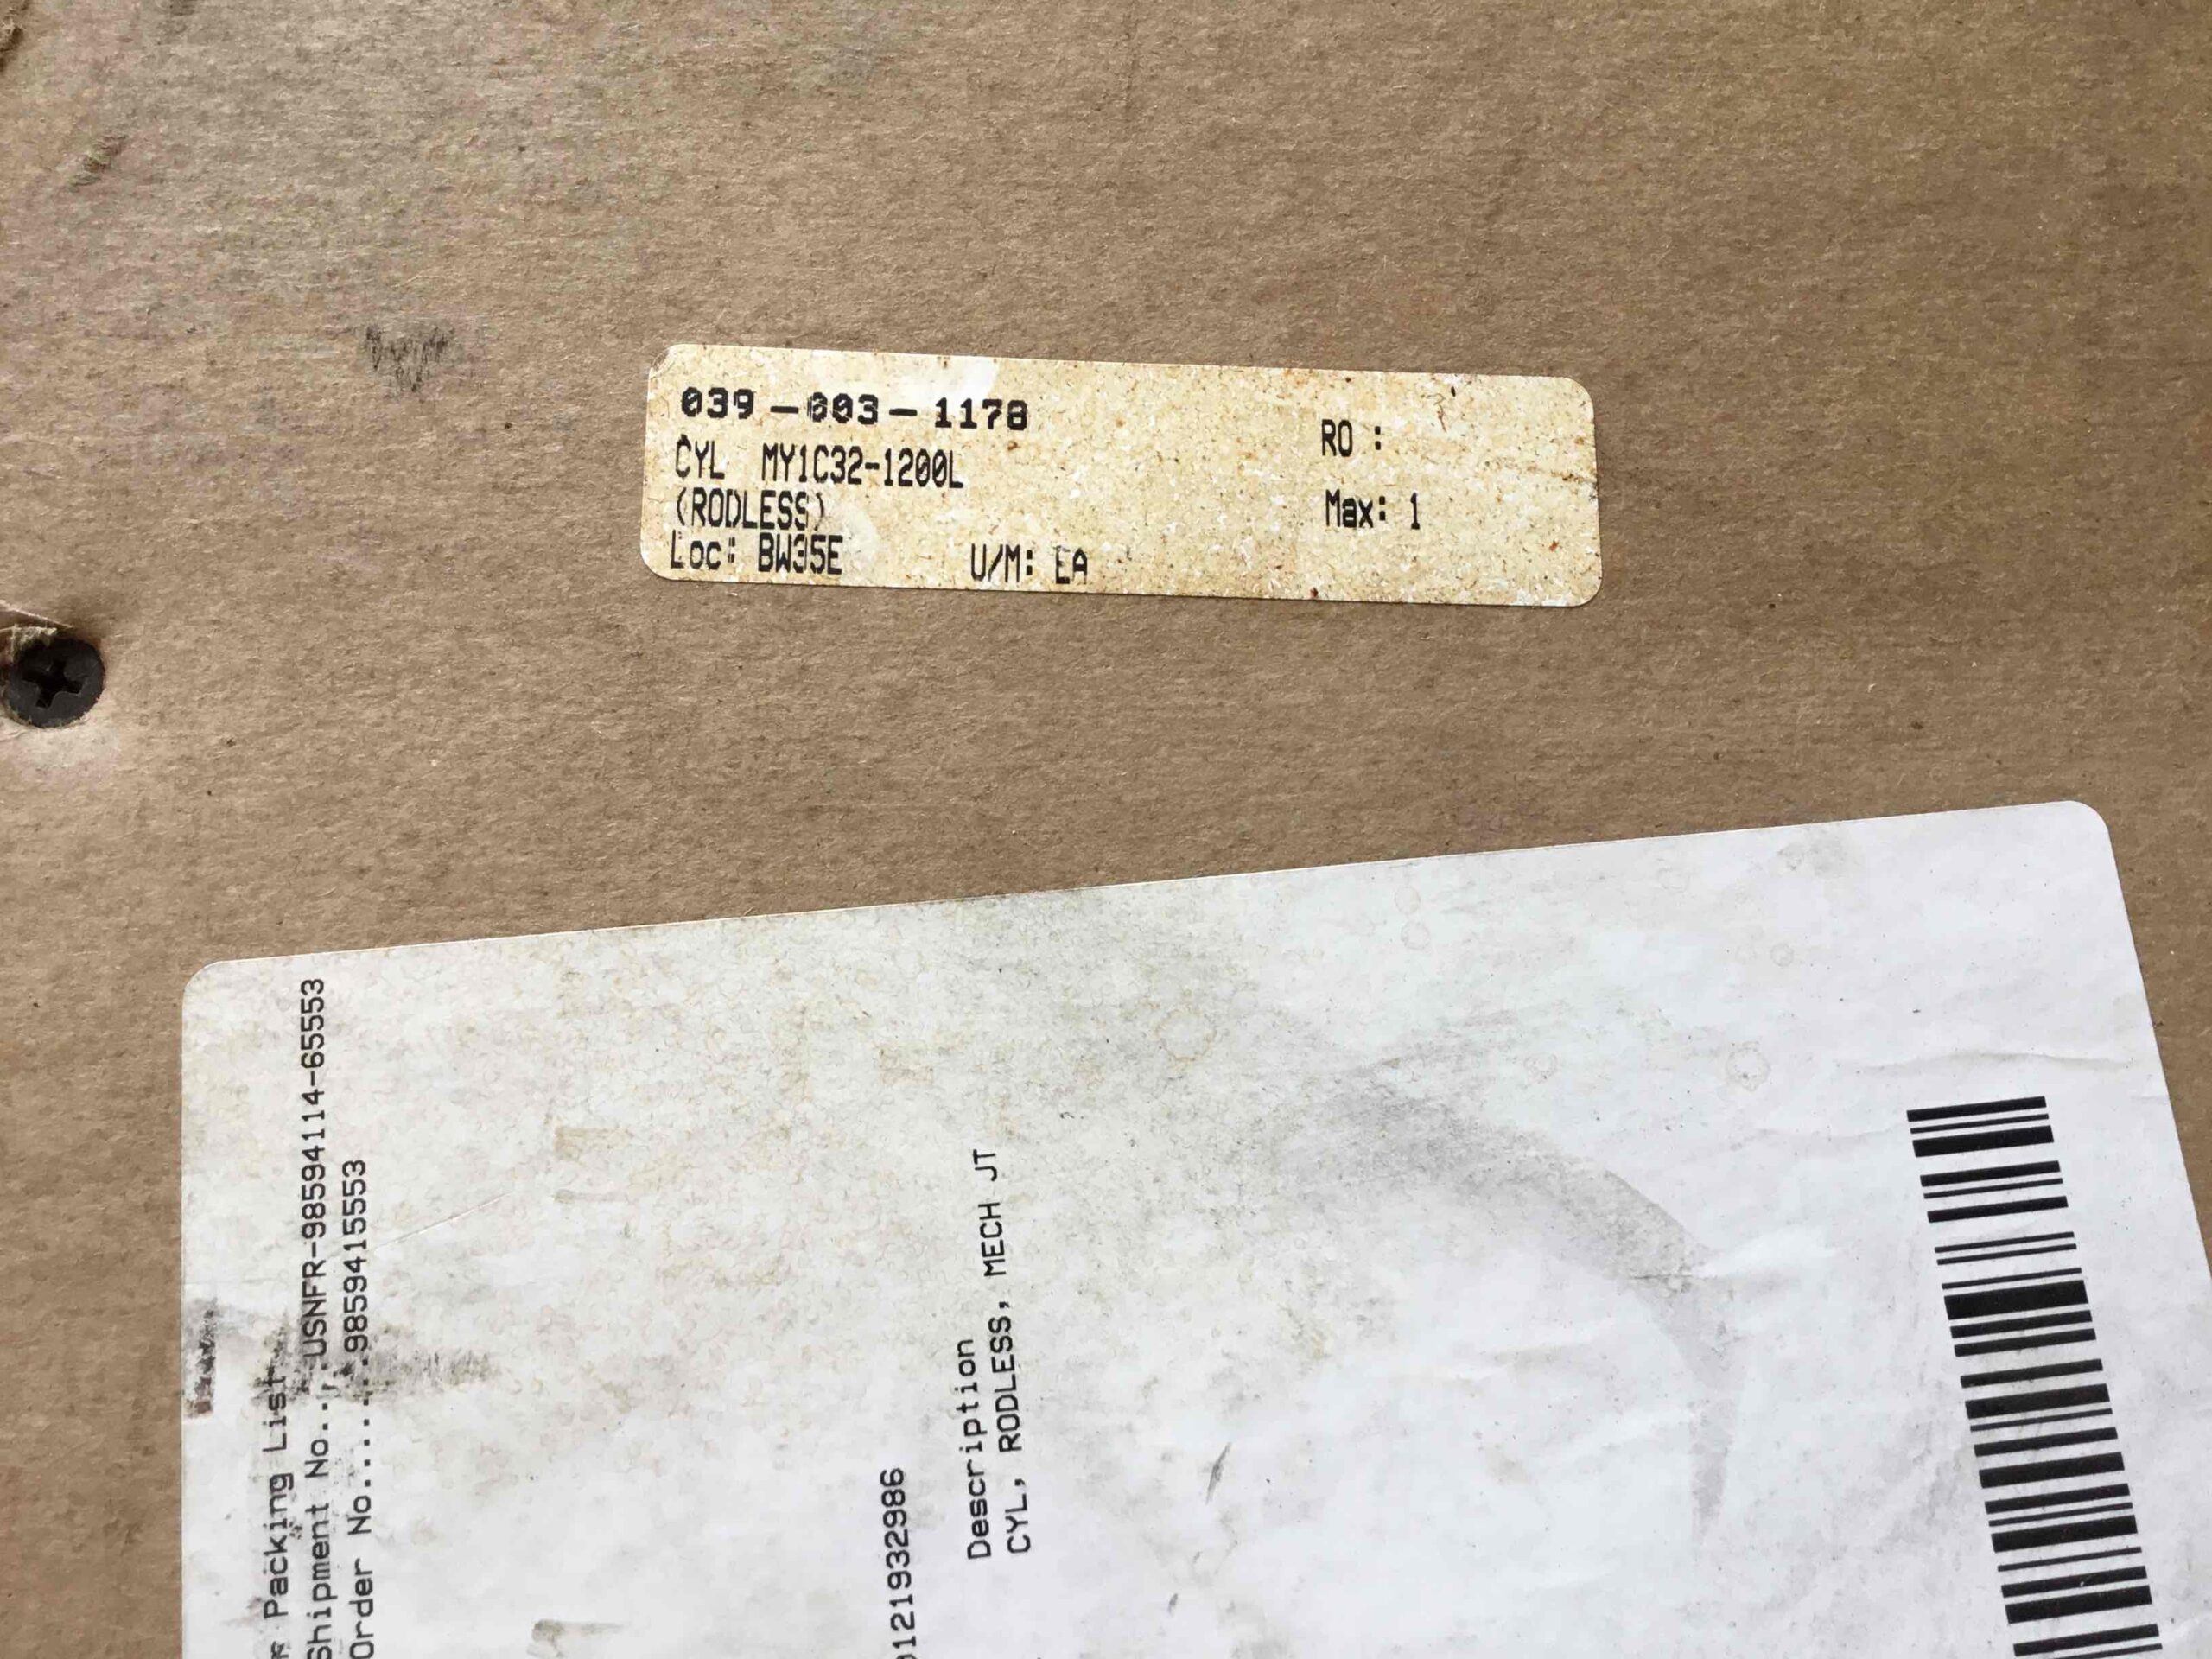 039-003-1178
CYL MY1C32-1200L
(RODLESS)
Loc: BW35E U/M: EA
RO :
Max: 1
Packing List
Shipment No...: USNFR-98594114-65553
Order No.......:9859415553
0121932986
Description
CYL, RODLESS, MECH JT